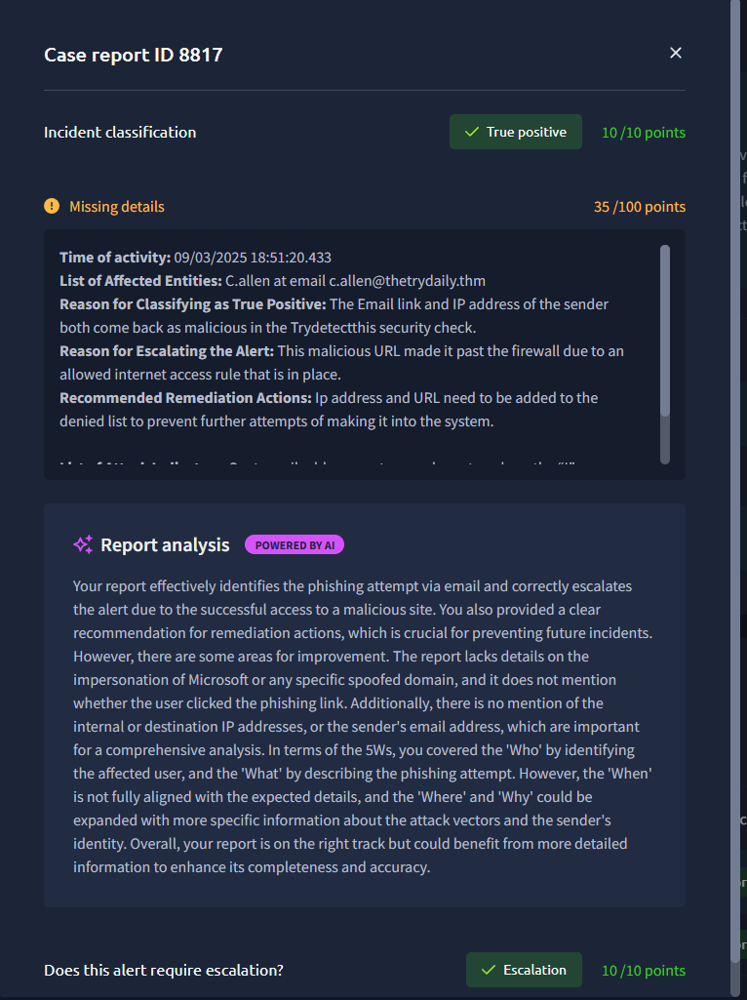 Case report ID 8817
Incident classification
True positive
10 /10 points
Missing details
35 /100 points
Time of activity: 09/03/2025 18:51:20.433
List of Affected Entities: C.allen at email c.allen@thetrydaily.thm
Reason for Classifying as True Positive: The Email link and IP address of the sender
both come back as malicious in the Trydetectthis security check.
Reason for Escalating the Alert: This malicious URL made it past the firewall due to an
allowed internet access rule that is in place.
Recommended Remediation Actions: Ip address and URL need to be added to the
denied list to prevent further attempts of making it into the system.
Report analysis
POWERED BY AI
Your report effectively identifies the phishing attempt via email and correctly escalates
the alert due to the successful access to a malicious site. You also provided a clear
recommendation for remediation actions, which is crucial for preventing future incidents.
However, there are some areas for improvement. The report lacks details on the
impersonation of Microsoft or any specific spoofed domain, and it does not mention
whether the user clicked the phishing link. Additionally, there is no mention of the
internal or destination IP addresses, or the sender's email address, which are important
for a comprehensive analysis. In terms of the 5Ws, you covered the 'Who' by identifying
the affected user, and the 'What' by describing the phishing attempt. However, the 'When'
is not fully aligned with the expected details, and the 'Where' and 'Why' could be
expanded with more specific information about the attack vectors and the sender's
identity. Overall, your report is on the right track but could benefit from more detailed
information to enhance its completeness and accuracy.
Does this alert require escalation?
Escalation
10 /10 points